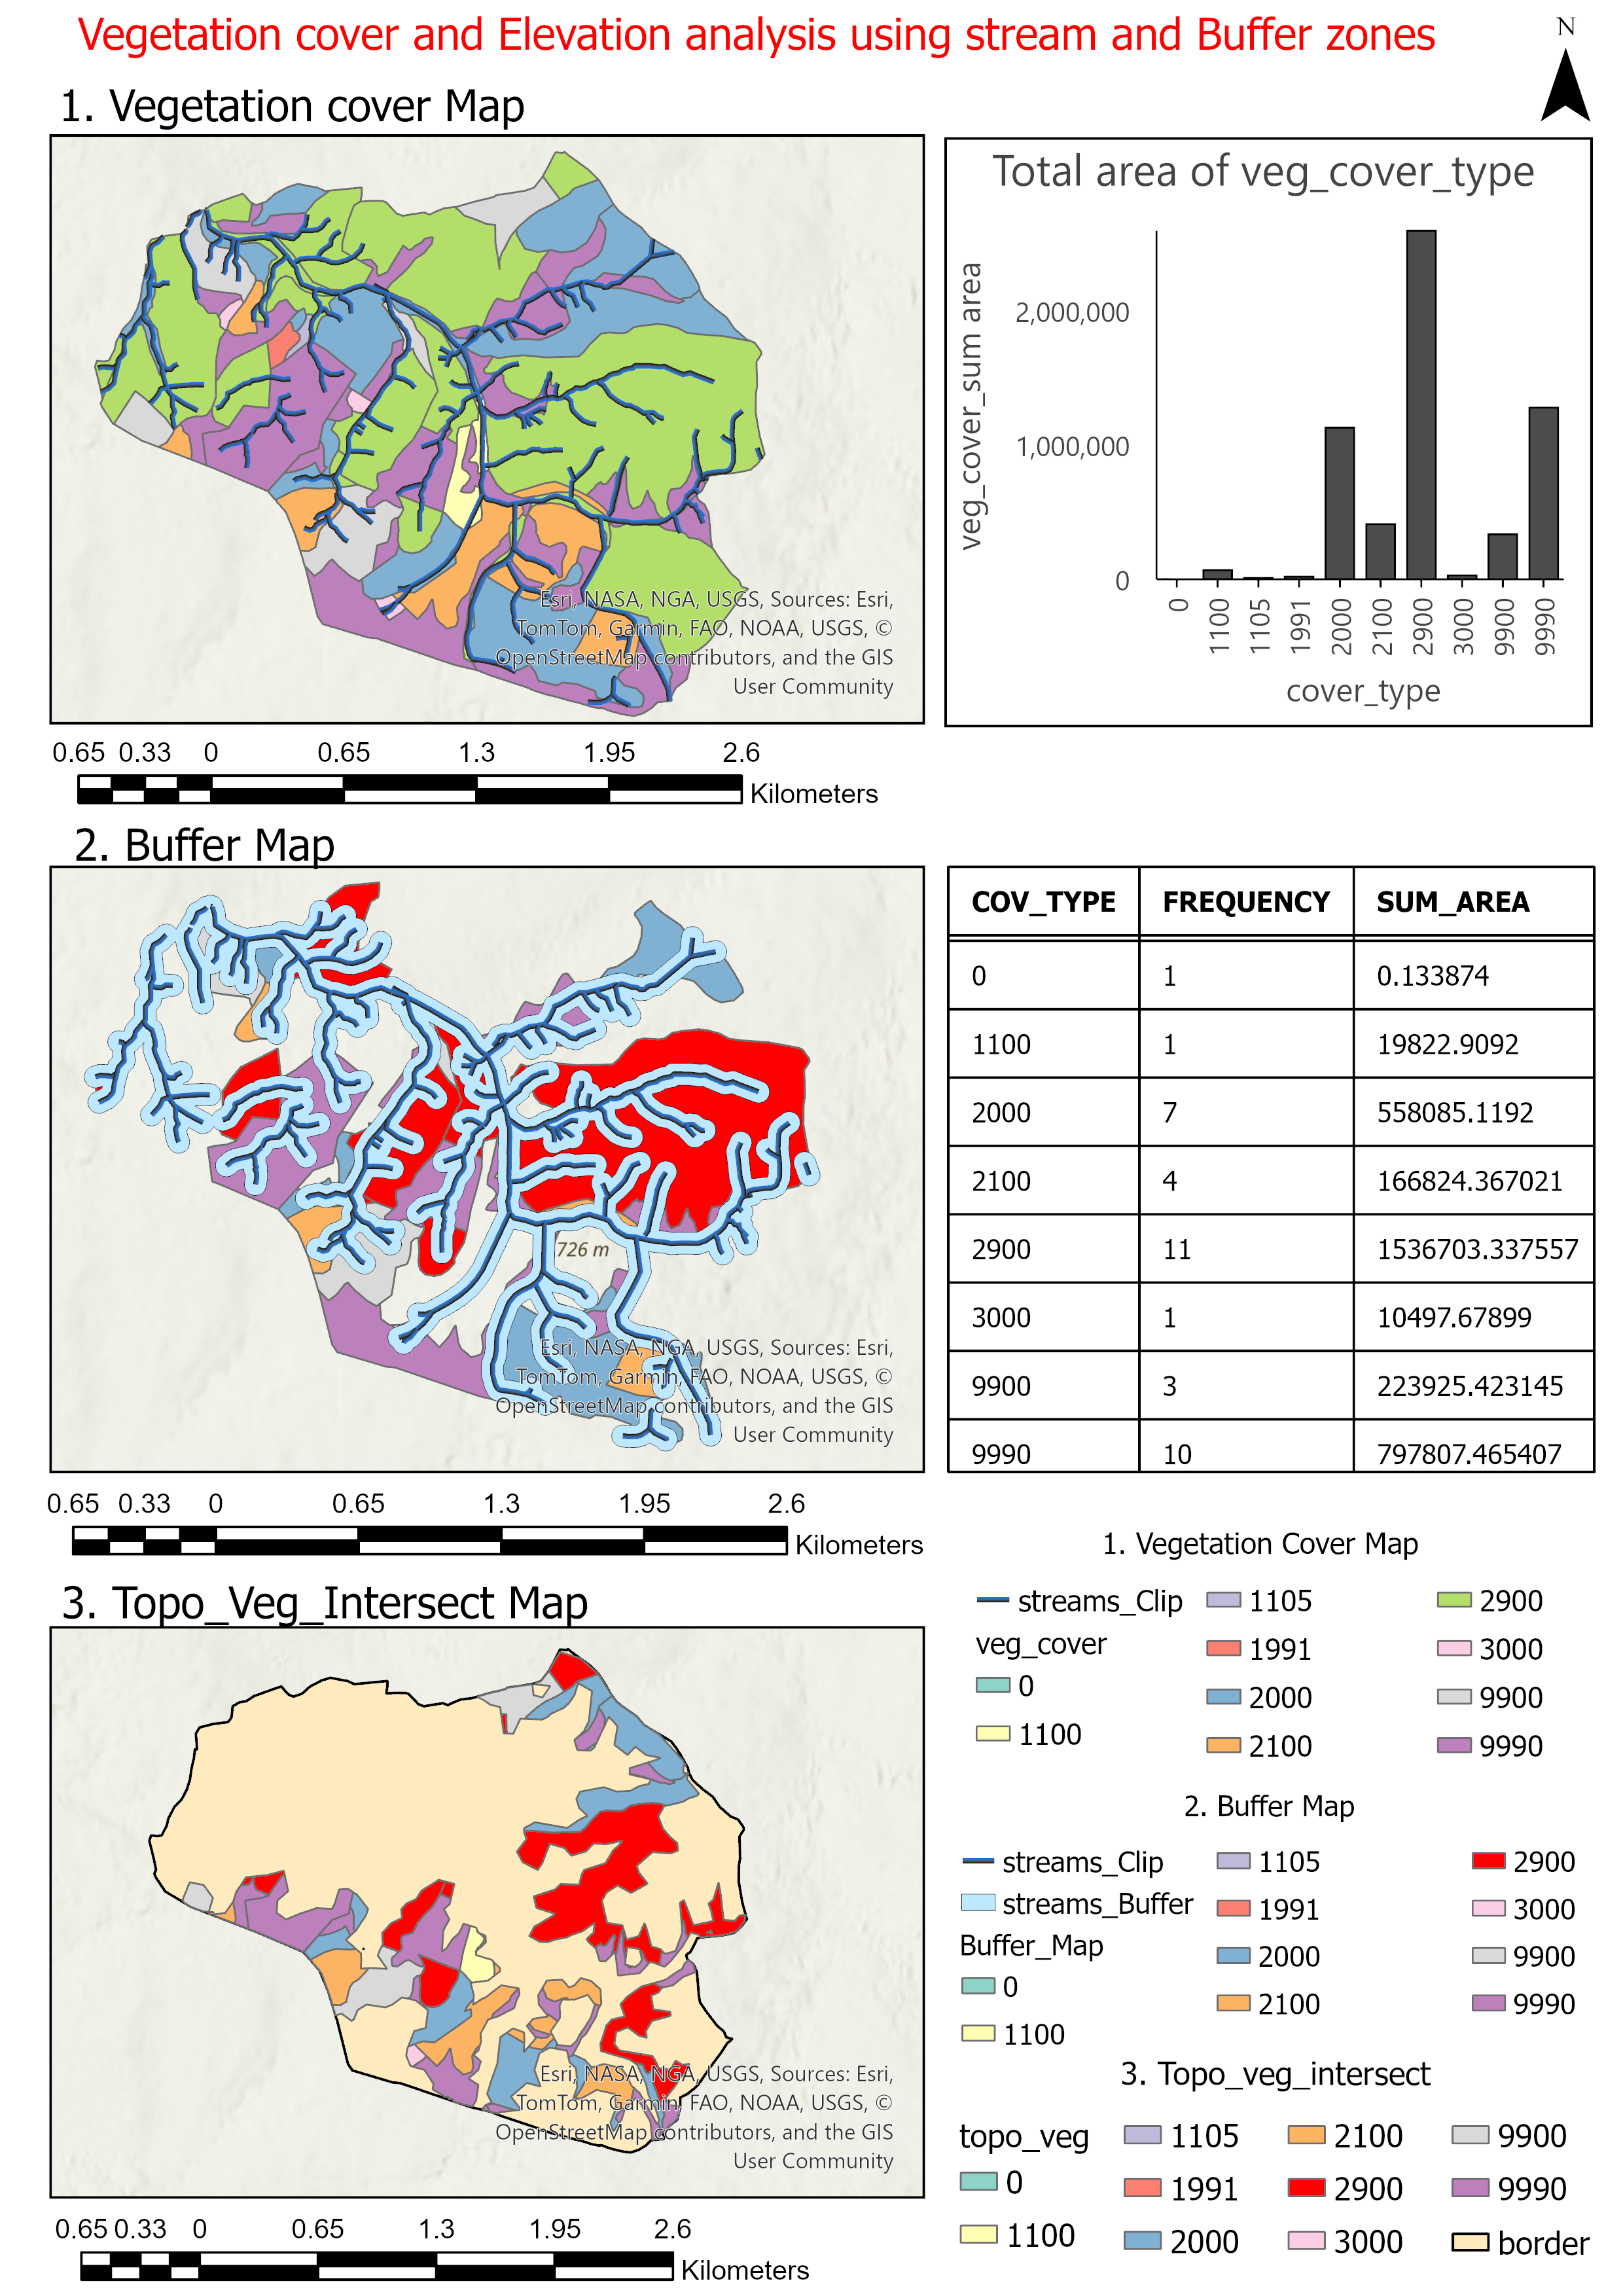 Vegetation cover and Elevation analysis using stream and Buffer zones
N
1. Vegetation cover Map
Esri, NASA, NGA, USGS, Sources: Esri,
TomTom, Garmin, FAO, NOAA, USGS, ©
OpenStreetMap contributors, and the GIS
User Community
0.65 0.33 0 0.65 1.3 1.95 2.6
Kilometers
Total area of veg_cover_type
veg_cover_sum area
2,000,000
1,000,000
0
0 1100 1105 1991 2000 2100 2900 3000 9900 9990
cover_type
2. Buffer Map
726 m
Esri, NASA, NGA, USGS, Sources: Esri,
TomTom, Garmin, FAO, NOAA, USGS, ©
OpenStreetMap contributors, and the GIS
User Community
0.65 0.33 0 0.65 1.3 1.95 2.6
Kilometers
COV_TYPE FREQUENCY SUM_AREA
0 1 0.133874
1100 1 19822.9092
2000 7 558085.1192
2100 4 166824.367021
2900 11 1536703.337557
3000 1 10497.67899
9900 3 223925.423145
9990 10 797807.465407
3. Topo_Veg_Intersect Map
Esri, NASA, NGA, USGS, Sources: Esri,
TomTom, Garmin, FAO, NOAA, USGS, ©
OpenStreetMap contributors, and the GIS
User Community
0.65 0.33 0 0.65 1.3 1.95 2.6
Kilometers
1. Vegetation Cover Map
streams_Clip
veg_cover
0
1100
1105
1991
2000
2100
2900
3000
9900
9990
2. Buffer Map
streams_Clip
streams_Buffer
Buffer_Map
0
1100
1105
1991
2000
2100
2900
3000
9900
9990
3. Topo_veg_intersect
topo_veg
0
1100
1105
1991
2000
2100
2900
3000
9900
9990
border